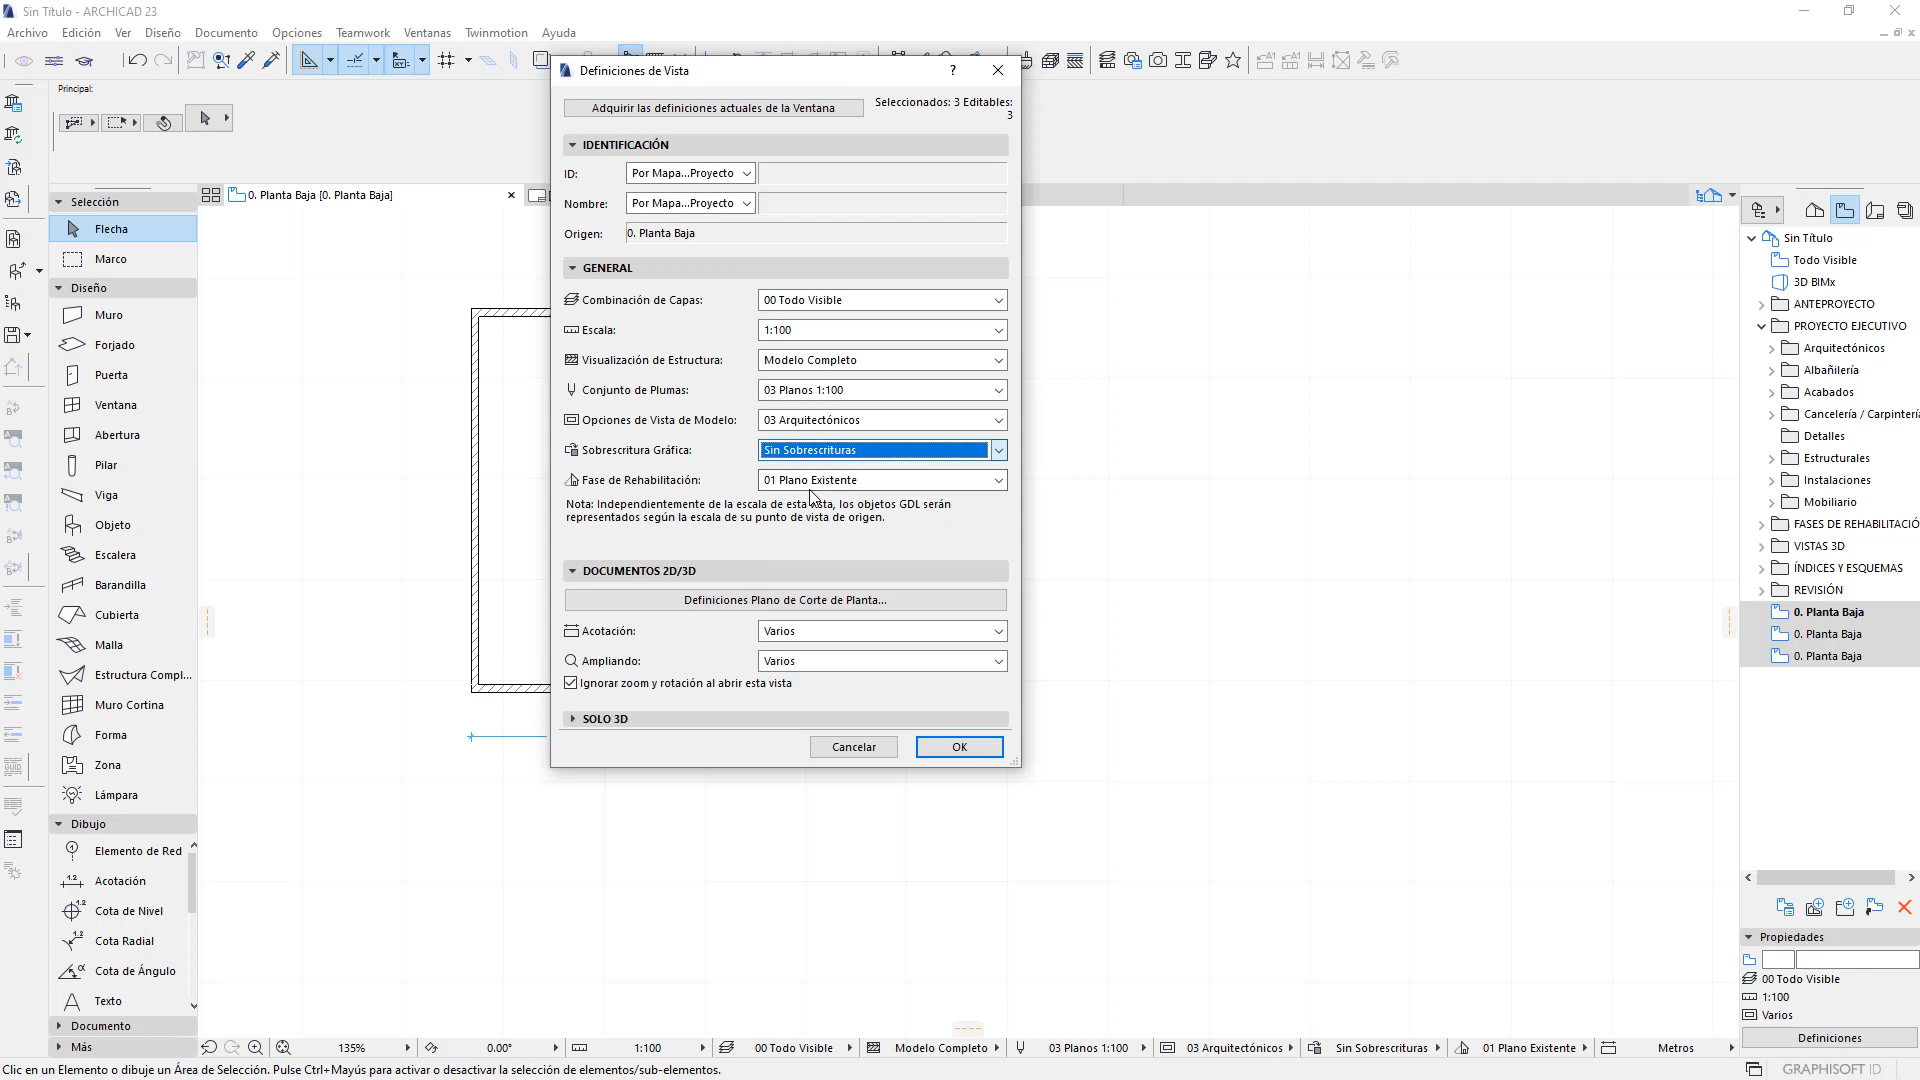 Sin Título - ARCHICAD 23
Archivo Edición Ver Diseño Documento Opciones Teamwork Ventanas Twinmotion Ayuda
Principal:
Selección
Flecha
Marco
Diseño
Muro
Forjado
Puerta
Ventana
Abertura
Pilar
Viga
Objeto
Escalera
Barandilla
Cubierta
Malla
Estructura Compl...
Muro Cortina
Forma
Zona
Lámpara
Dibujo
Elemento de Red
Acotación
Cota de Nivel
Cota Radial
Cota de Ángulo
Texto
Documento
Más
0. Planta Baja [0. Planta Baja]
Definiciones de Vista
Adquirir las definiciones actuales de la Ventana
Seleccionados: 3 Editables:
3
IDENTIFICACIÓN
ID: Por Mapa...Proyecto
Nombre: Por Mapa...Proyecto
Origen: 0. Planta Baja
GENERAL
Combinación de Capas: 00 Todo Visible
Escala: 1:100
Visualización de Estructura: Modelo Completo
Conjunto de Plumas: 03 Planos 1:100
Opciones de Vista de Modelo: 03 Arquitectónicos
Sobrescritura Gráfica: Sin Sobrescrituras
Fase de Rehabilitación: 01 Plano Existente
Nota: Independientemente de la escala de esta vista, los objetos GDL serán
representados según la escala de su punto de vista de origen.
DOCUMENTOS 2D/3D
Definiciones Plano de Corte de Planta...
Acotación: Varios
Ampliando: Varios
Ignorar zoom y rotación al abrir esta vista
SOLO 3D
Cancelar OK
Sin Título
Todo Visible
3D BIMx
ANTEPROYECTO
PROYECTO EJECUTIVO
Arquitectónicos
Albañilería
Acabados
Cancelería / Carpinterí
Detalles
Estructurales
Instalaciones
Mobiliario
FASES DE REHABILITACIÓ
VISTAS 3D
ÍNDICES Y ESQUEMAS
REVISIÓN
0. Planta Baja
0. Planta Baja
0. Planta Baja
Propiedades
00 Todo Visible
1:100
Varios
Definiciones
135% 0.00° 1:100 00 Todo Visible Modelo Completo 03 Planos 1:100 03 Arquitectónicos Sin Sobrescrituras 01 Plano Existente Metros
Clic en un Elemento o dibuje un Área de Selección. Pulse Ctrl+Mayús para activar o desactivar la selección de elementos/sub-elementos.
GRAPHISOFT ID